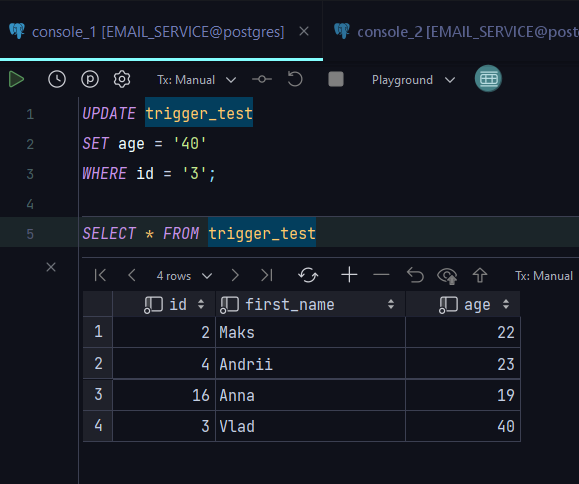 console_1 [EMAIL_SERVICE@postgres]
console_2 [EMAIL_SERVICE@post
Tx: Manual
Playground
1 UPDATE trigger_test
2 SET age = '40'
3 WHERE id = '3';
4
5 SELECT * FROM trigger_test
4 rows
Tx: Manual
id first_name age
1 2 Maks 22
2 4 Andrii 23
3 16 Anna 19
4 3 Vlad 40